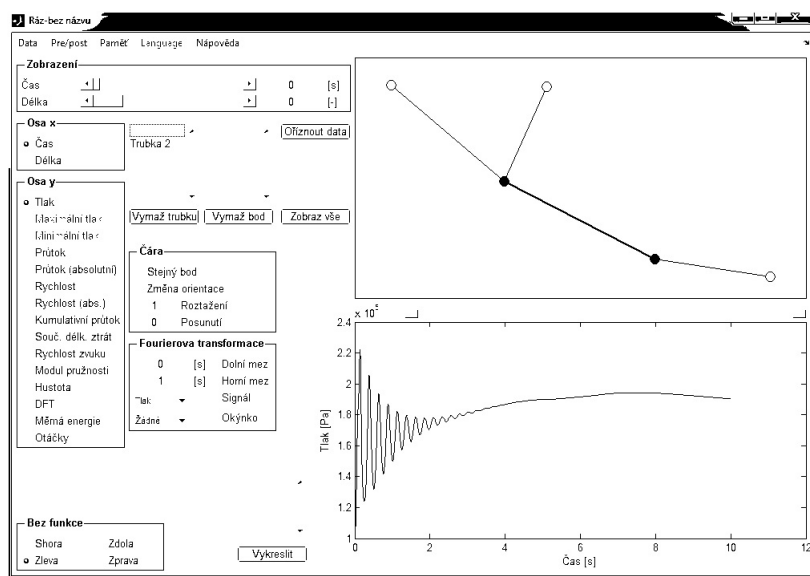 Ráz-bez názvu
Data Pre/post Paměť Language Nápověda
Zobrazení
Čas 0 [s]
Délka 0 [-]
Osa x
Čas
Délka
Trubka 2
Oříznout data
Osa y
Tlak
Maximální tlak
Minimální tlak
Průtok
Průtok (absolutní)
Rychlost
Rychlost (abs.)
Kumulativní průtok
Souč. délk. ztrát
Rychlost zvuku
Modul pružnosti
Hustota
DFT
Měrná energie
Otáčky
Vymaž trubku Vymaž bod Zobraz vše
Čára
Stejný bod
Změna orientace
1 Roztažení
0 Posunutí
Fourierova transformace
0 [s] Dolní mez
1 [s] Horní mez
Tlak Signál
Žádné Okýnko
Bez funkce
Shora Zdola
Zleva Zprava
Vykreslit
x 10
2.4
2.2
2
1.8
1.6
1.4
1.2
1
Tlak [Pa]
0 2 4 6 8 10 12
Čas [s]